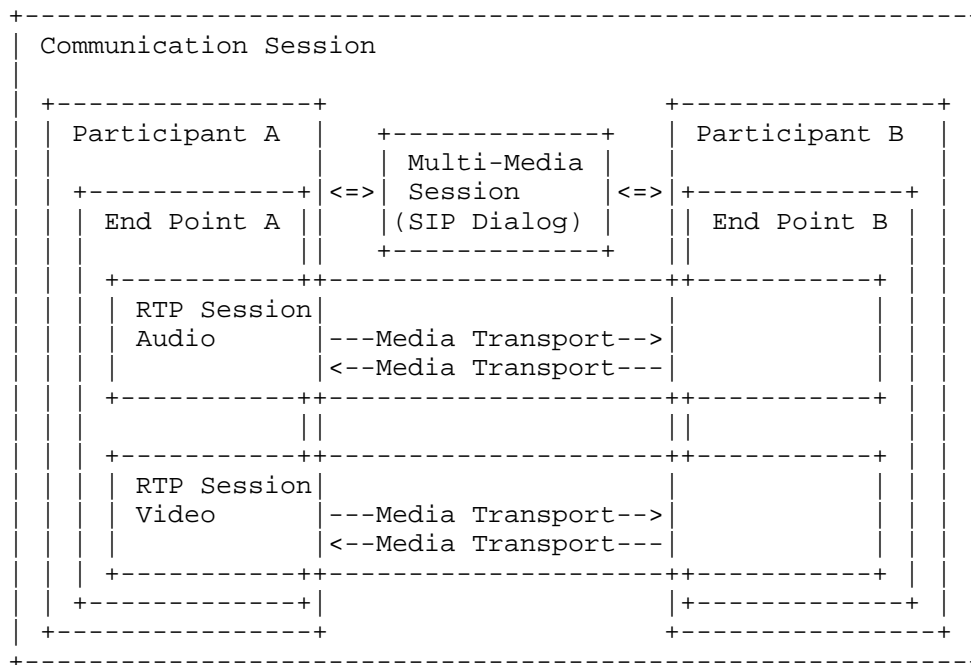 Communication Session
Participant A Participant B
Multi-Media
<=> Session <=>
End Point A (SIP Dialog) End Point B
RTP Session
Audio ---Media Transport-->
<--Media Transport---
RTP Session
Video ---Media Transport-->
<--Media Transport---